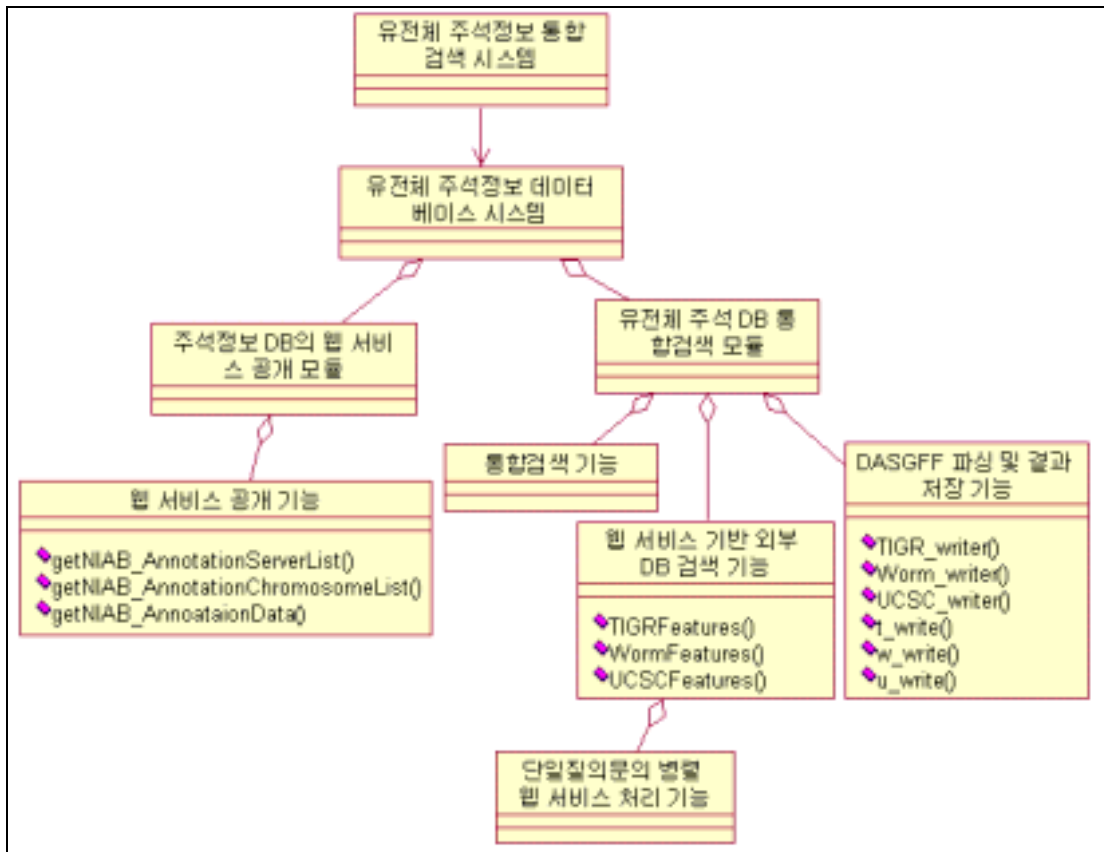 유전체 주석정보 통합
검색 시스템
유전체 주석정보 데이터
베이스 시스템
주석정보 DB의 웹 서비
스 공개 모듈
유전체 주석 DB 통
합검색 모듈
웹 서비스 공개 기능
getNIAB_AnnotationServerList()
getNIAB_AnnotationChromosomeList()
getNIAB_AnnoataionData()
통합검색 기능
웹 서비스 기반 외부
DB 검색 기능
TIGRFeatures()
WormFeatures()
UCSCFeatures()
DASGFF 파싱 및 결과
저장 기능
TIGR_writer()
Worm_writer()
UCSC_writer()
t_write()
w_write()
u_write()
단일질의문의 병렬
웹 서비스 처리 기능